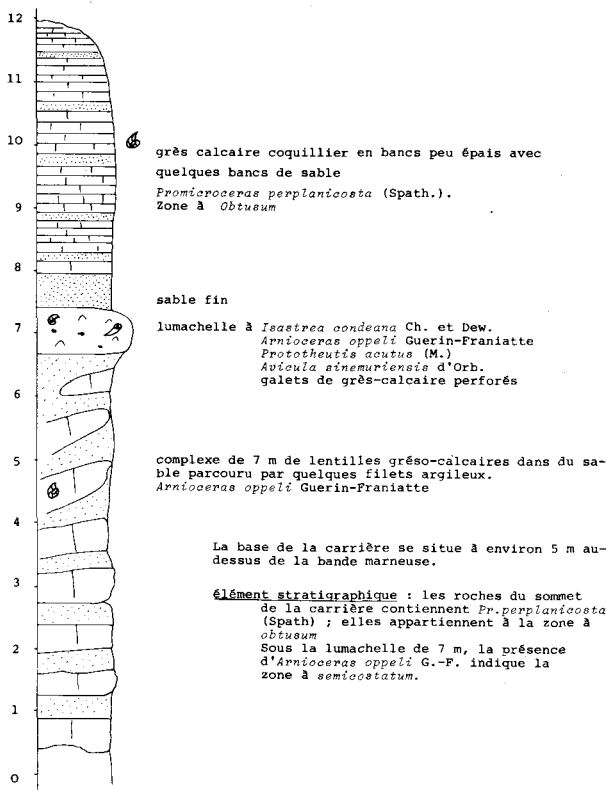 12
11
10
grès calcaire coquillier en bancs peu épais avec
quelques bancs de sable
Promicroceras perplanicosta (Spath.).
9
Zone à Obtusum
8
sable fin
7
lumachelle à Isastrea condeana Ch. et Dew.
Arnioceras oppeli Guerin-Franiatte
Prototheutis acutus (M.)
Avicula sinemuriensis d'Orb.
galets de grès-calcaire perforés
6
5
complexe de 7 m de lentilles gréso-calcaires dans du sa-
ble parcouru par quelques filets argileux.
Arnioceras oppeli Guerin-Franiatte
4
La base de la carrière se situe à environ 5 m au-
dessus de la bande marneuse.
3
élément stratigraphique : les roches du sommet
de la carrière contiennent Pr.perplanicosta
(Spath) ; elles appartiennent à la zone à
obtusum
2
Sous la lumachelle de 7 m, la présence
d'Arnioceras oppeli G.-F. indique la
zone à semicostatum.
1
0